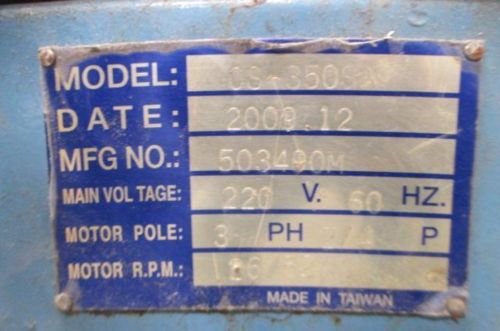 MODEL:
DATE: 2009.12
MFG NO.: 503490M
MAIN VOLTAGE: 220 V. 60 HZ.
MOTOR POLE: 3 PH P
MOTOR R.P.M.:
MADE IN TAIWAN